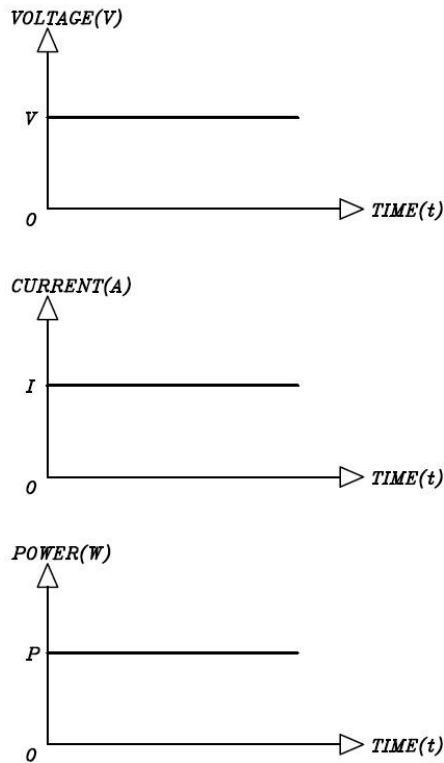 VOLTAGE(V)
V
0
TIME(t)
CURRENT(A)
I
0
TIME(t)
POWER(W)
P
0
TIME(t)